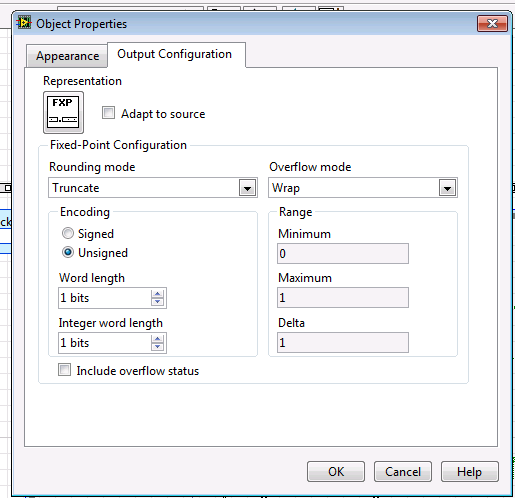 Object Properties
Appearance
Output Configuration
Representation
FXP
Adapt to source
Fixed-Point Configuration
Rounding mode
Overflow mode
Truncate
Wrap
Encoding
Range
Signed
Unsigned
Minimum
0
Word length
Maximum
1 bits
1
Integer word length
Delta
1 bits
1
Include overflow status
OK
Cancel
Help
ck